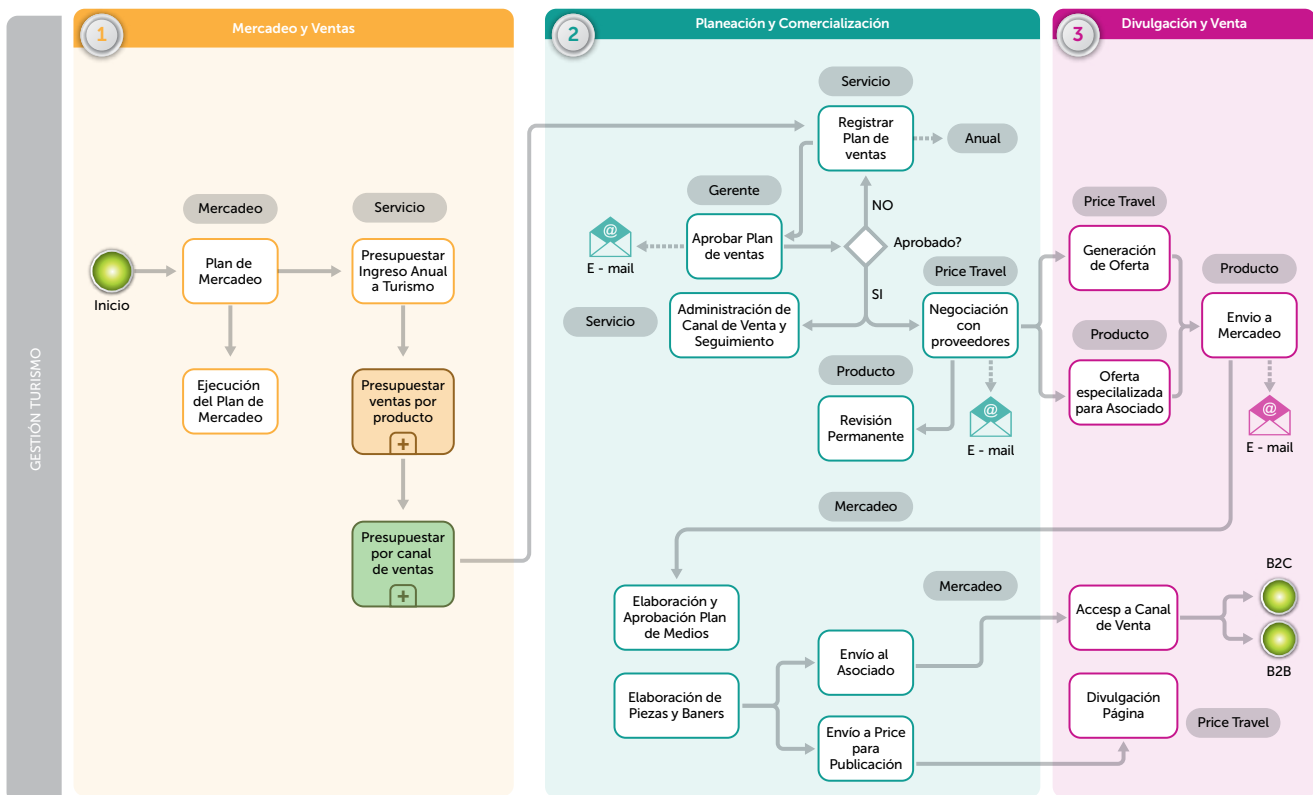 GESTIÓN TURISMO
1
Mercadeo y Ventas
Mercadeo
Servicio
Inicio
Plan de
Mercadeo
Presupuestar
Ingreso Anual
a Turismo
Ejecución
del Plan de
Mercadeo
Presupuestar
ventas por
producto
+
Presupuestar
por canal
de ventas
+
2
Planeación y Comercialización
Servicio
Registrar
Plan de
ventas
Anual
Gerente
NO
@
E - mail
Aprobar Plan
de ventas
Aprobado?
SI
Price Travel
Servicio
Administración de
Canal de Venta y
Seguimiento
Negociación
con
proveedores
Producto
Revisión
Permanente
@
E - mail
Mercadeo
Elaboración y
Aprobación Plan
de Medios
Mercadeo
Envío al
Asociado
Elaboración de
Piezas y Baners
Envío a Price
para
Publicación
3
Divulgación y Venta
Price Travel
Generación
de Oferta
Producto
Envio a
Mercadeo
Producto
Oferta
especilalizada
para Asociado
@
E - mail
B2C
Accesp a Canal
de Venta
B2B
Divulgación
Página
Price Travel